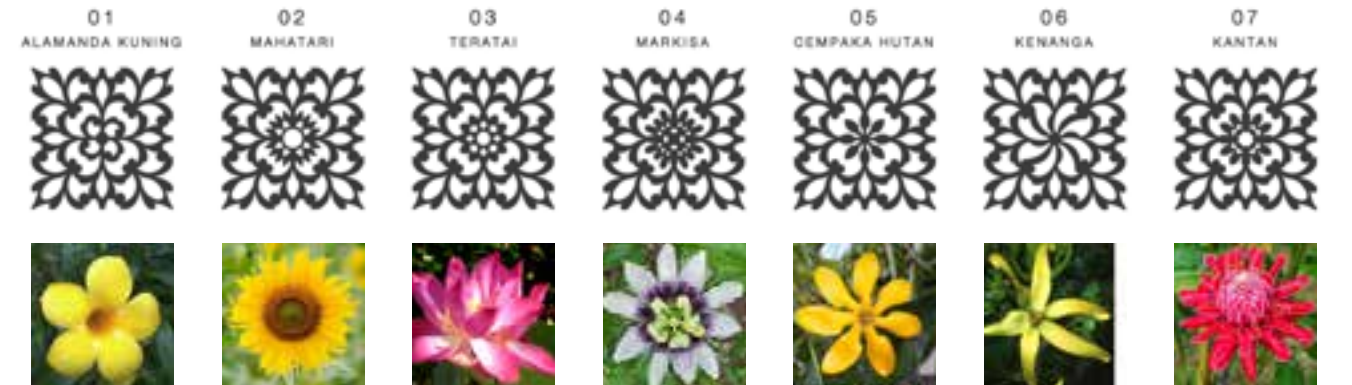 01
ALAMANDA KUNING
02
MAHATARI
03
TERATAI
04
MARKISA
05
CEMPAKA HUTAN
06
KENANGA
07
KANTAN